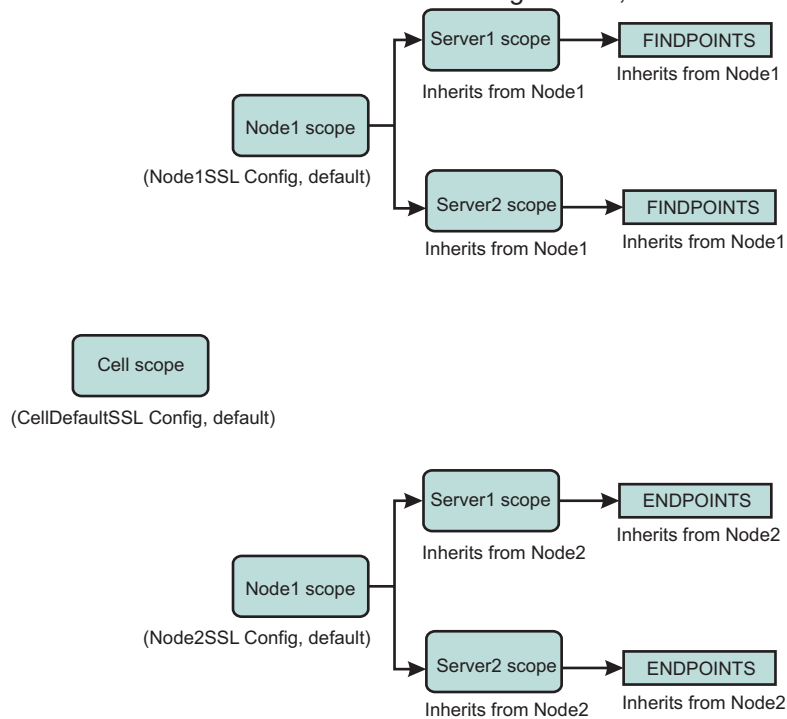 Server1 scope
FINDPOINTS
Inherits from Node1
Inherits from Node1
Node1 scope
(Node1SSL Config, default)
Server2 scope
FINDPOINTS
Inherits from Node1
Inherits from Node1
Cell scope
(CellDefaultSSL Config, default)
Server1 scope
ENDPOINTS
Inherits from Node2
Inherits from Node2
Node1 scope
(Node2SSL Config, default)
Server2 scope
ENDPOINTS
Inherits from Node2
Inherits from Node2